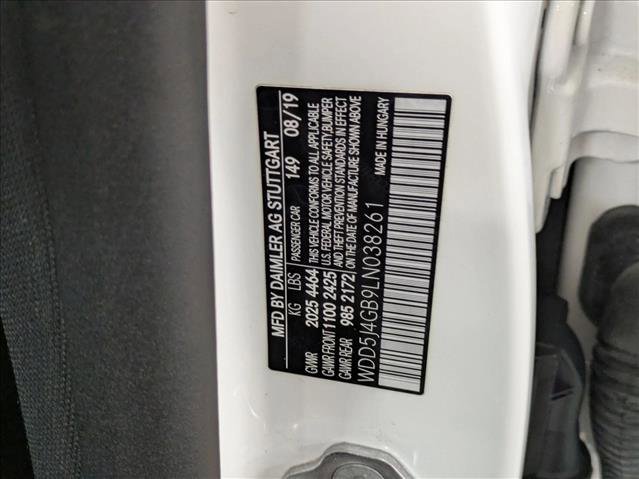 MFD BY DAIMLER AG STUTTGART
KG LBS PASSENGER CAR 149 08/19
GVWR 2025 4464 THIS VEHICLE CONFORMS TO ALL APPLICABLE
GAWR FRONT 1100 2425 U.S. FEDERAL MOTOR VEHICLE SAFETY, BUMPER
GAWR REAR 985 2172 AND THEFT PREVENTION STANDARDS IN EFFECT
ON THE DATE OF MANUFACTURE SHOWN ABOVE
WDD5J4GB9LN038261 MADE IN HUNGARY